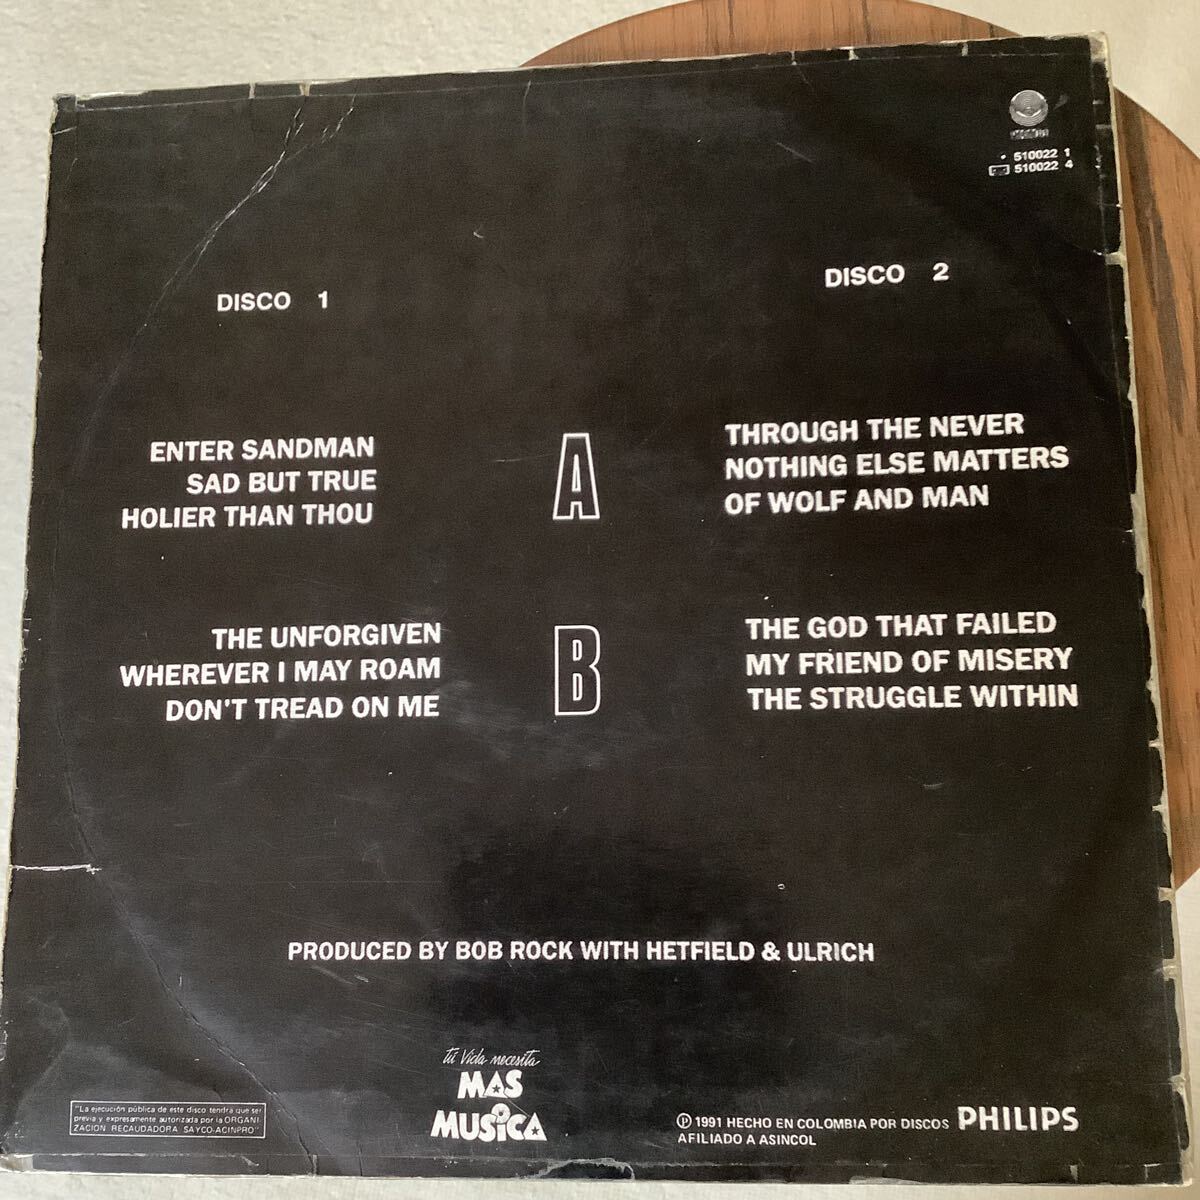 510022 1
510022 4
DISCO 1
DISCO 2
ENTER SANDMAN
SAD BUT TRUE
HOLIER THAN THOU
A
THROUGH THE NEVER
NOTHING ELSE MATTERS
OF WOLF AND MAN
THE UNFORGIVEN
WHEREVER I MAY ROAM
DON'T TREAD ON ME
B
THE GOD THAT FAILED
MY FRIEND OF MISERY
THE STRUGGLE WITHIN
PRODUCED BY BOB ROCK WITH HETFIELD & ULRICH
"La ejecución pública de este disco tendra que ser
previa y expresamente autorizada por la ORGANI
ZACION RECAUDADORA SAYCO-ACINPRO"
tú Vida necesita
MAS
MUSICA
Ⓟ 1991 HECHO EN COLOMBIA POR DISCOS PHILIPS
AFILIADO A ASINCOL